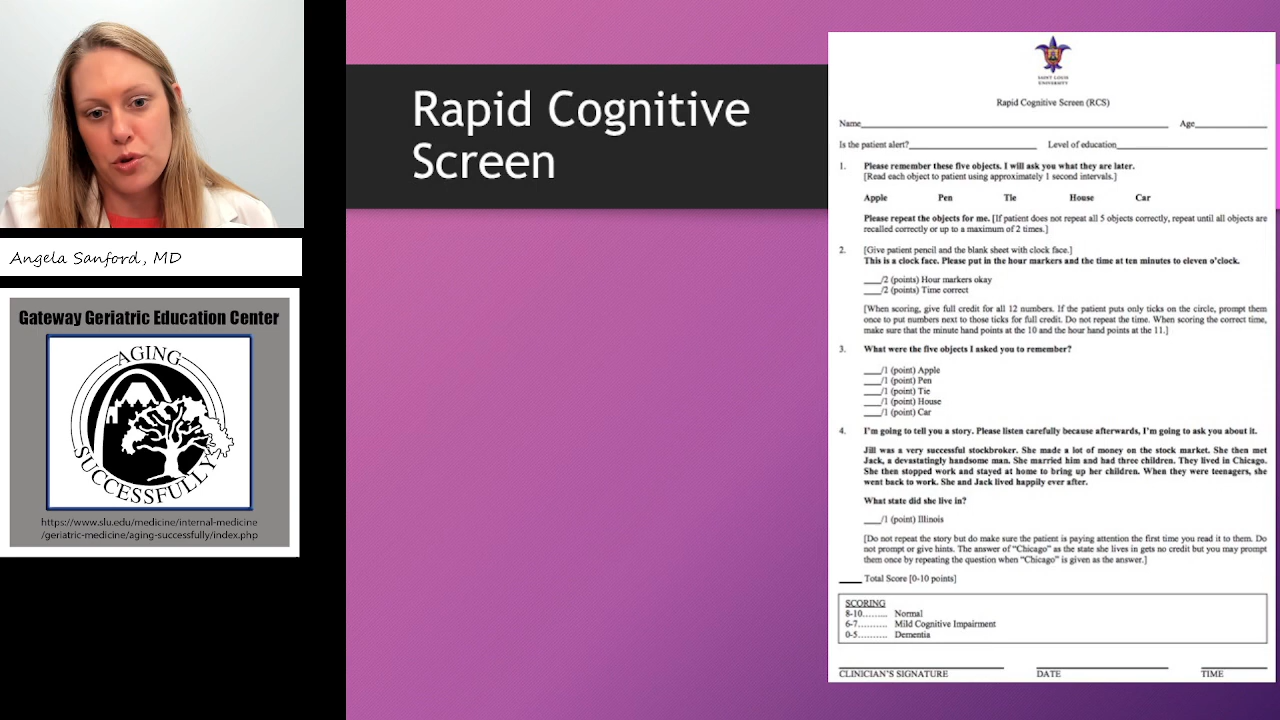 Angela Sanford, MD
Gateway Geriatric Education Center
AGING
SUCCESSFULLY
https://www.slu.edu/medicine/internal-medicine
/geriatric-medicine/aging-successfully/index.php
Rapid Cognitive
Screen
SAINT LOUIS
UNIVERSITY
Rapid Cognitive Screen (RCS)
Name Age
Is the patient alert? Level of education
1. Please remember these five objects. I will ask you what they are later.
[Read each object to patient using approximately 1 second intervals.]
Apple Pen Tie House Car
Please repeat the objects for me. [If patient does not repeat all 5 objects correctly, repeat until all objects are
recalled correctly or up to a maximum of 2 times.]
2. [Give patient pencil and the blank sheet with clock face.]
This is a clock face. Please put in the hour markers and the time at ten minutes to eleven o'clock.
____/2 (points) Hour markers okay
____/2 (points) Time correct
[When scoring, give full credit for all 12 numbers. If the patient puts only ticks on the circle, prompt them
once to put numbers next to those ticks for full credit. Do not repeat the time. When scoring the correct time,
make sure that the minute hand points at the 10 and the hour hand points at the 11.]
3. What were the five objects I asked you to remember?
____/1 (point) Apple
____/1 (point) Pen
____/1 (point) Tie
____/1 (point) House
____/1 (point) Car
4. I'm going to tell you a story. Please listen carefully because afterwards, I'm going to ask you about it.
Jill was a very successful stockbroker. She made a lot of money on the stock market. She then met
Jack, a devastatingly handsome man. She married him and had three children. They lived in Chicago.
She then stopped work and stayed at home to bring up her children. When they were teenagers, she
went back to work. She and Jack lived happily ever after.
What state did she live in?
____/1 (point) Illinois
[Do not repeat the story but do make sure the patient is paying attention the first time you read it to them. Do
not prompt or give hints. The answer of "Chicago" as the state she lives in gets no credit but you may prompt
them once by repeating the question when "Chicago" is given as the answer.]
____ Total Score [0-10 points]
SCORING
8-10........ Normal
6-7.......... Mild Cognitive Impairment
0-5.......... Dementia
CLINICIAN'S SIGNATURE DATE TIME